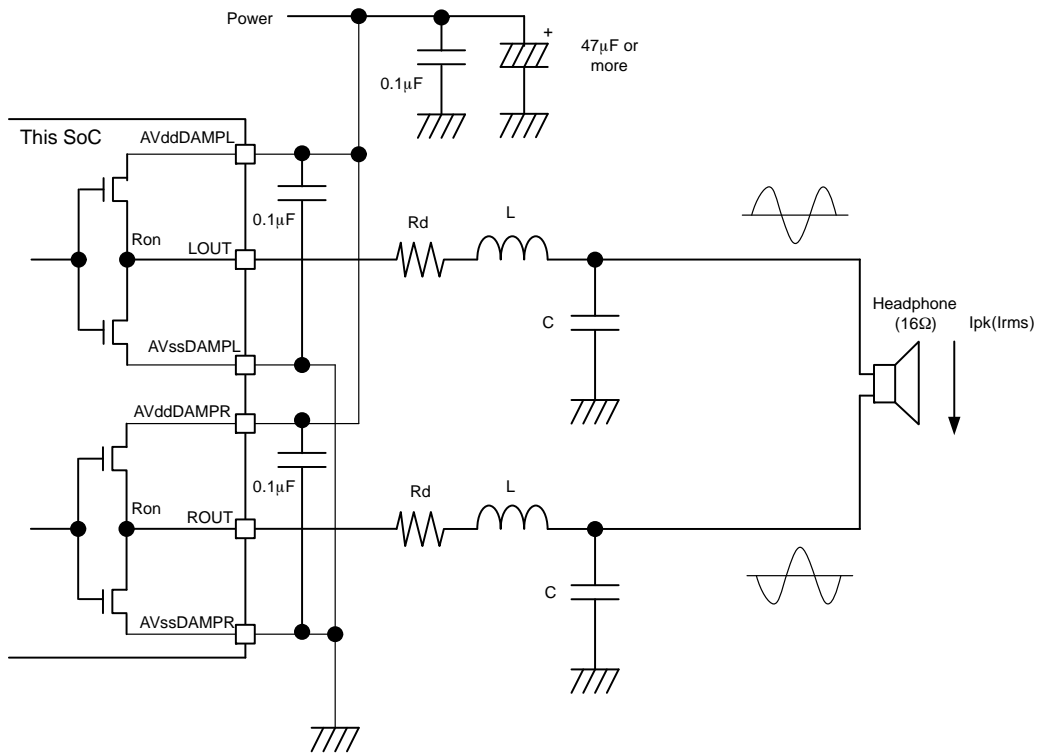 Power
+
47μF or
more
0.1μF
This SoC
AVddDAMPL
0.1μF
Ron
LOUT
Rd
L
C
AVssDAMPL
Headphone
(16Ω)
Ipk(Irms)
AVddDAMPR
0.1μF
Ron
ROUT
Rd
L
C
AVssDAMPR